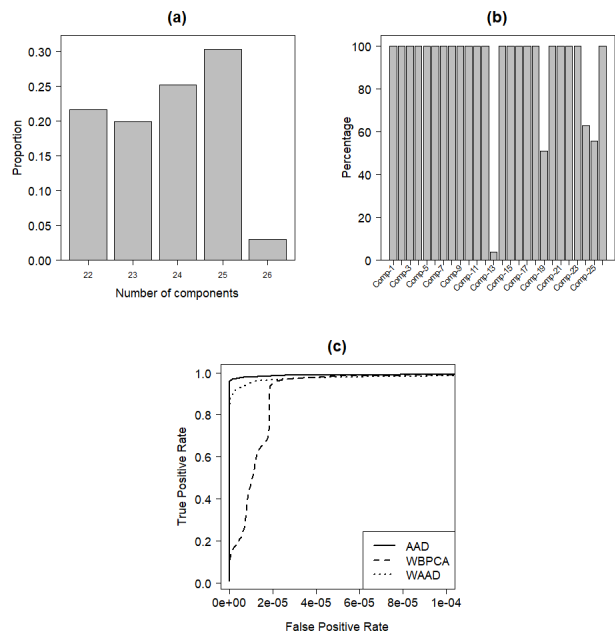 (a)
Proportion
0.30
0.25
0.20
0.15
0.10
0.05
0.00
22 23 24 25 26
Number of components
(b)
Percentage
100
80
60
40
20
0
Comp-1 Comp-3 Comp-5 Comp-7 Comp-9 Comp-11 Comp-13 Comp-15 Comp-17 Comp-19 Comp-21 Comp-23 Comp-25
(c)
True Positive Rate
1.0
0.8
0.6
0.4
0.2
0.0
AAD
WBPCA
WAAD
0e+00 2e-05 4e-05 6e-05 8e-05 1e-04
False Positive Rate